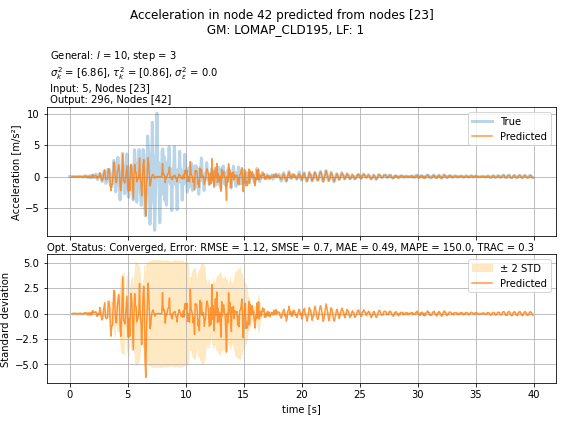 Acceleration in node 42 predicted from nodes [23]
GM: LOMAP_CLD195, LF: 1
General: l = 10, step = 3
σ²ₖ = [6.86], τ²ₖ = [0.86], σ²ε = 0.0
Input: 5, Nodes [23]
Output: 296, Nodes [42]
Acceleration [m/s²]
10
5
0
−5
True
Predicted
Opt. Status: Converged, Error: RMSE = 1.12, SMSE = 0.7, MAE = 0.49, MAPE = 150.0, TRAC = 0.3
Standard deviation
5.0
2.5
0.0
−2.5
−5.0
± 2 STD
Predicted
0 5 10 15 20 25 30 35 40
time [s]